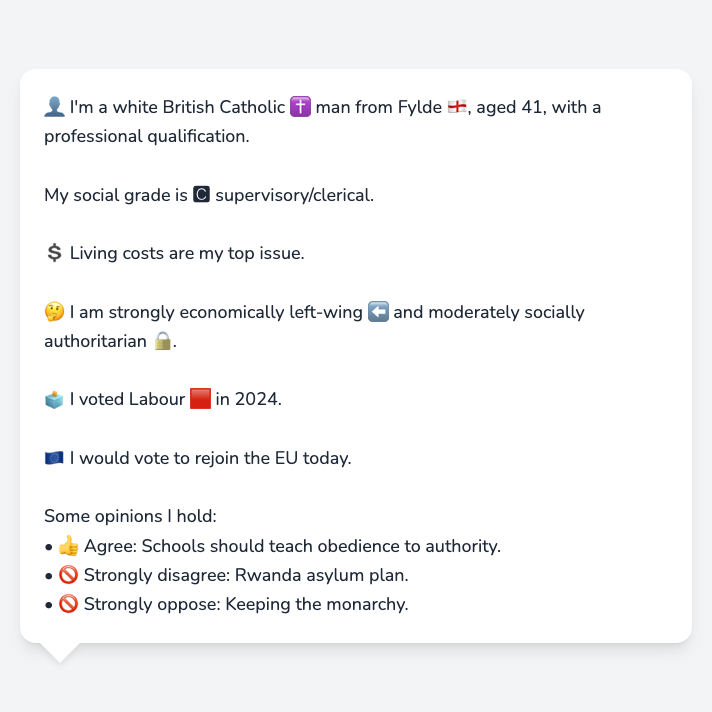 👤 I'm a white British Catholic ✝️ man from Fylde 🏴󠁧󠁢󠁥󠁮󠁧󠁿, aged 41, with a
professional qualification.
My social grade is 🅲 supervisory/clerical.
💲 Living costs are my top issue.
🤔 I am strongly economically left-wing ⬅️ and moderately socially
authoritarian 🔒.
🗳️ I voted Labour 🟥 in 2024.
🇪🇺 I would vote to rejoin the EU today.
Some opinions I hold:
• 👍 Agree: Schools should teach obedience to authority.
• 🚫 Strongly disagree: Rwanda asylum plan.
• 🚫 Strongly oppose: Keeping the monarchy.